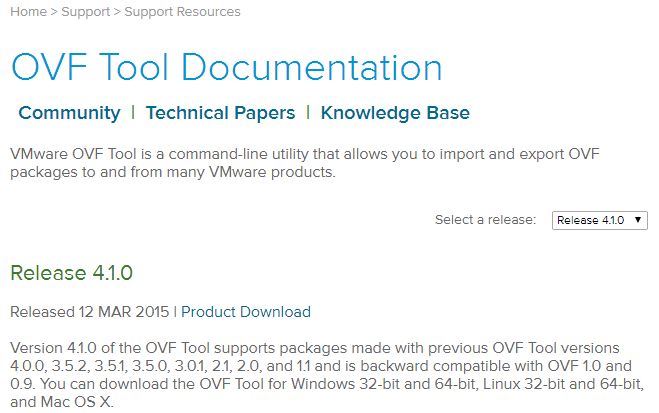 Home > Support > Support Resources
OVF Tool Documentation
Community | Technical Papers | Knowledge Base
VMware OVF Tool is a command-line utility that allows you to import and export OVF
packages to and from many VMware products.
Select a release: Release 4.1.0
Release 4.1.0
Released 12 MAR 2015 | Product Download
Version 4.1.0 of the OVF Tool supports packages made with previous OVF Tool versions
4.0.0, 3.5.2, 3.5.1, 3.5.0, 3.0.1, 2.1, 2.0, and 1.1 and is backward compatible with OVF 1.0 and
0.9. You can download the OVF Tool for Windows 32-bit and 64-bit, Linux 32-bit and 64-bit,
and Mac OS X.